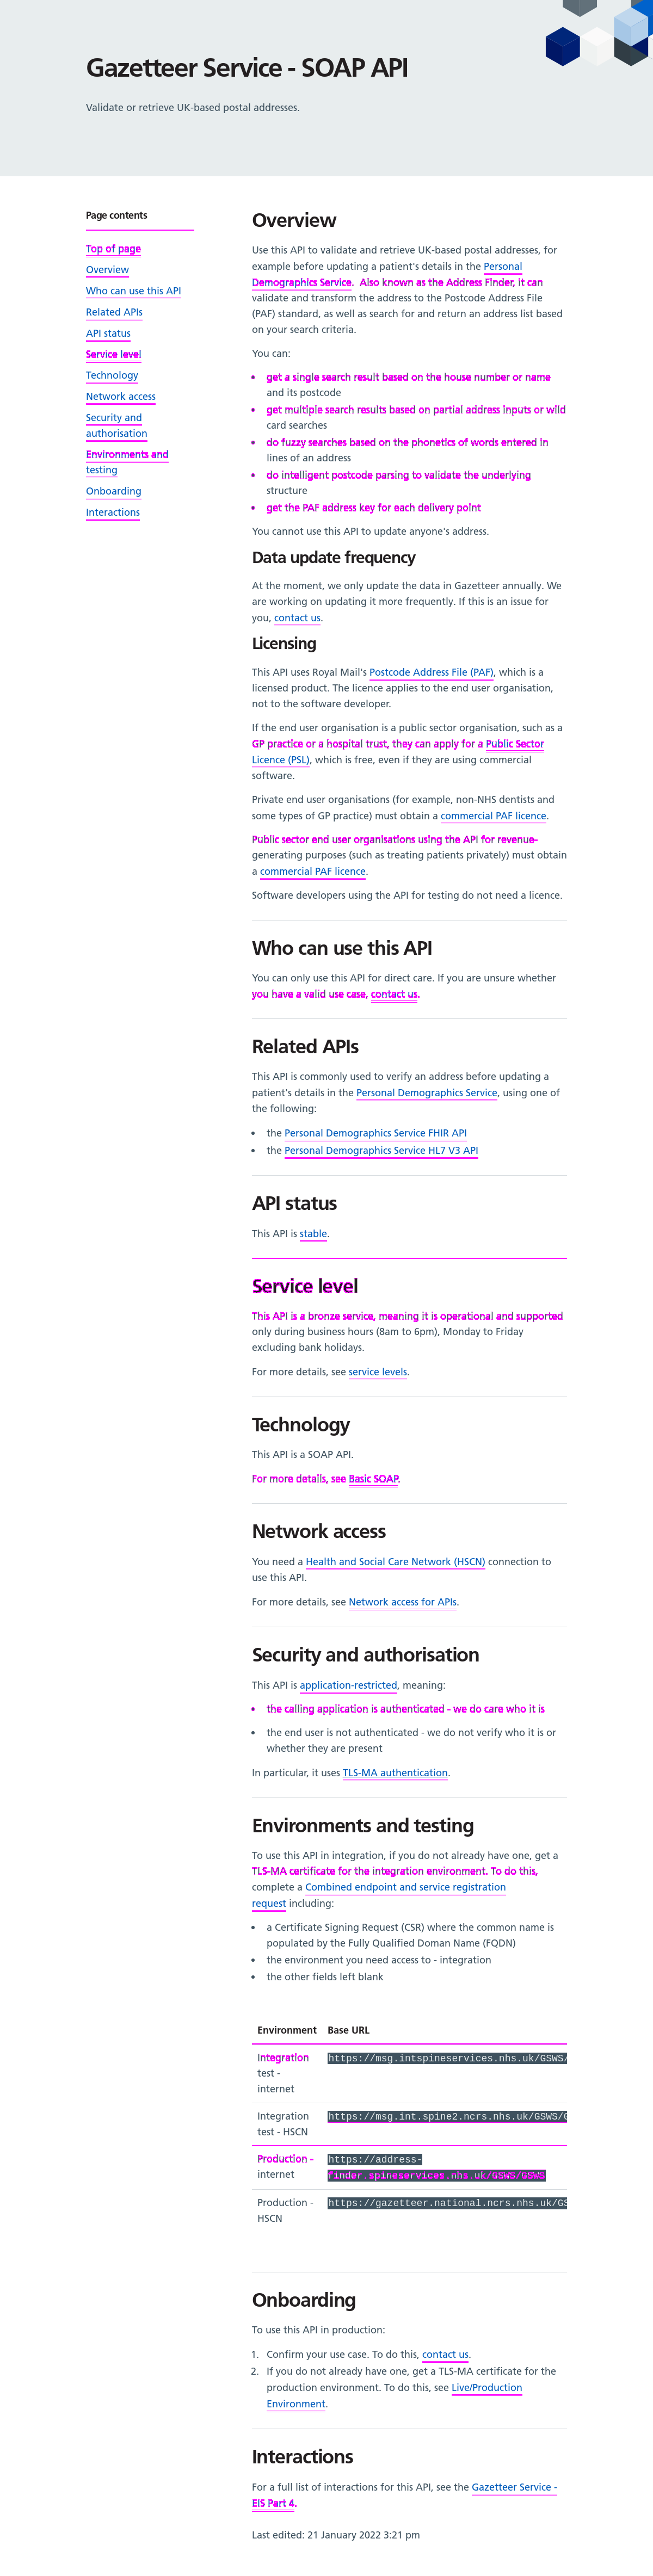 Gazetteer Service - SOAP API
Validate or retrieve UK-based postal addresses.
Page contents
Top of page
Overview
Who can use this API
Related APIs
API status
Service level
Technology
Network access
Security and
authorisation
Environments and
testing
Onboarding
Interactions
Overview
Use this API to validate and retrieve UK-based postal addresses, for
example before updating a patient's details in the Personal
Demographics Service.  Also known as the Address Finder, it can
validate and transform the address to the Postcode Address File
(PAF) standard, as well as search for and return an address list based
on your search criteria.
You can:
• get a single search result based on the house number or name
and its postcode
• get multiple search results based on partial address inputs or wild
card searches
• do fuzzy searches based on the phonetics of words entered in
lines of an address
• do intelligent postcode parsing to validate the underlying
structure
• get the PAF address key for each delivery point
You cannot use this API to update anyone's address.
Data update frequency
At the moment, we only update the data in Gazetteer annually. We
are working on updating it more frequently. If this is an issue for
you, contact us.
Licensing
This API uses Royal Mail's Postcode Address File (PAF), which is a
licensed product. The licence applies to the end user organisation,
not to the software developer.
If the end user organisation is a public sector organisation, such as a
GP practice or a hospital trust, they can apply for a Public Sector
Licence (PSL), which is free, even if they are using commercial
software.
Private end user organisations (for example, non-NHS dentists and
some types of GP practice) must obtain a commercial PAF licence.
Public sector end user organisations using the API for revenue-
generating purposes (such as treating patients privately) must obtain
a commercial PAF licence.
Software developers using the API for testing do not need a licence.
Who can use this API
You can only use this API for direct care. If you are unsure whether
you have a valid use case, contact us.
Related APIs
This API is commonly used to verify an address before updating a
patient's details in the Personal Demographics Service, using one of
the following:
• the Personal Demographics Service FHIR API
• the Personal Demographics Service HL7 V3 API
API status
This API is stable.
Service level
This API is a bronze service, meaning it is operational and supported
only during business hours (8am to 6pm), Monday to Friday
excluding bank holidays.
For more details, see service levels.
Technology
This API is a SOAP API.
For more details, see Basic SOAP.
Network access
You need a Health and Social Care Network (HSCN) connection to
use this API.
For more details, see Network access for APIs.
Security and authorisation
This API is application-restricted, meaning:
• the calling application is authenticated - we do care who it is
• the end user is not authenticated - we do not verify who it is or
whether they are present
In particular, it uses TLS-MA authentication.
Environments and testing
To use this API in integration, if you do not already have one, get a
TLS-MA certificate for the integration environment. To do this,
complete a Combined endpoint and service registration
request including:
• a Certificate Signing Request (CSR) where the common name is
populated by the Fully Qualified Doman Name (FQDN)
• the environment you need access to - integration
• the other fields left blank
Environment Base URL
Integration https://msg.intspineservices.nhs.uk/GSWS/
test -
internet
Integration https://msg.int.spine2.ncrs.nhs.uk/GSWS/G
test - HSCN
Production - https://address-
internet finder.spineservices.nhs.uk/GSWS/GSWS
Production - https://gazetteer.national.ncrs.nhs.uk/GS
HSCN
Onboarding
To use this API in production:
1. Confirm your use case. To do this, contact us.
2. If you do not already have one, get a TLS-MA certificate for the
production environment. To do this, see Live/Production
Environment.
Interactions
For a full list of interactions for this API, see the Gazetteer Service -
EIS Part 4.
Last edited: 21 January 2022 3:21 pm